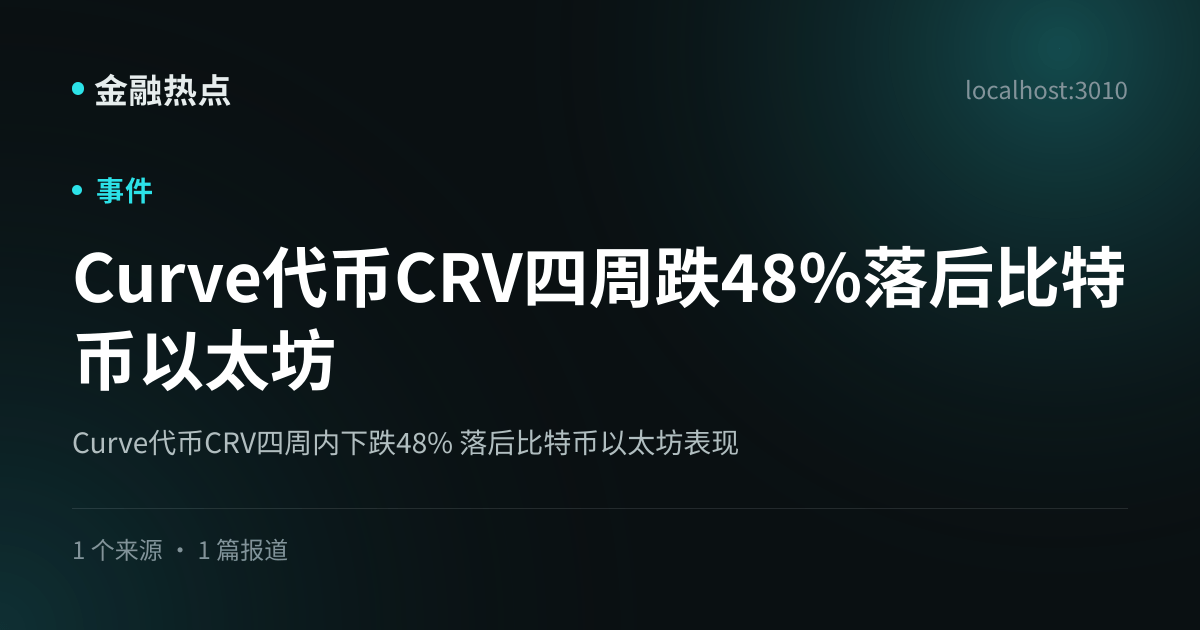 金融热点
localhost:3010
事件
Curve代币CRV四周跌48%落后比特
币以太坊
Curve代币CRV四周内下跌48% 落后比特币以太坊表现
1 个来源 · 1 篇报道